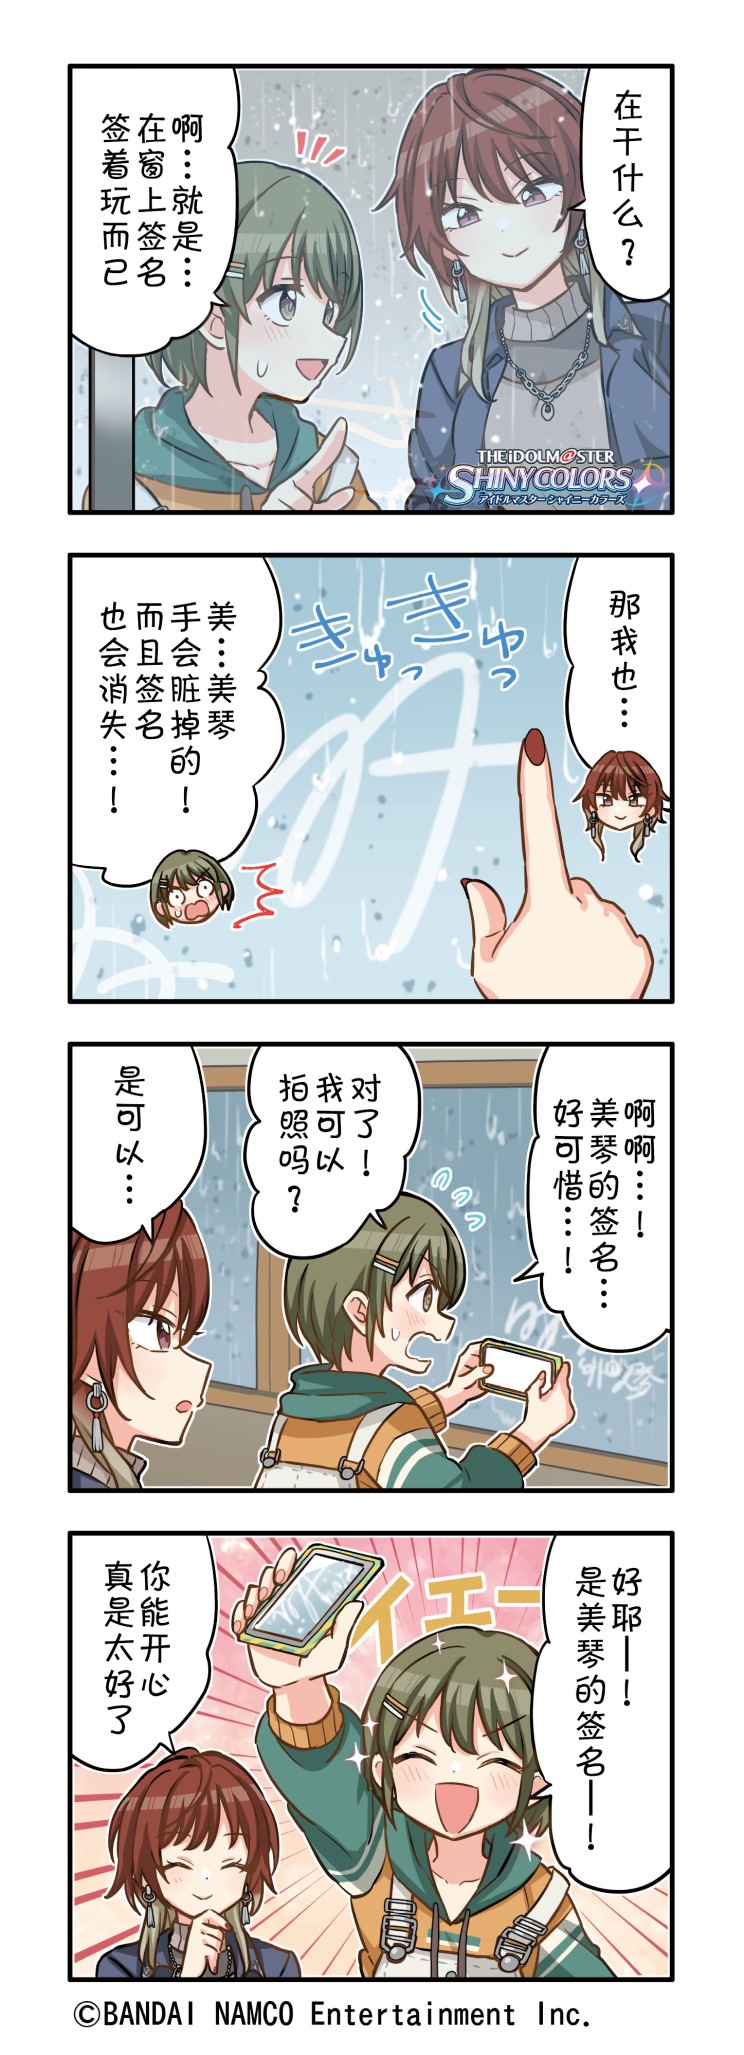 在干什么?
啊…就是…
在窗上签名
签着玩而已
THE iDOLM@STER
SHINYCOLORS
アイドルマスター シャイニーカラーズ
那我也…
きゅっ
きゅっ
美…美琴
手会脏掉的!
而且签名
也会消失…!
啊啊…!
美琴的签名…
好可惜…!
对了!
我可以
拍照吗?
是可以…
好耶ー!
是美琴的签名ー!
イエー
你能开心
真是太好了
©BANDAI NAMCO Entertainment Inc.